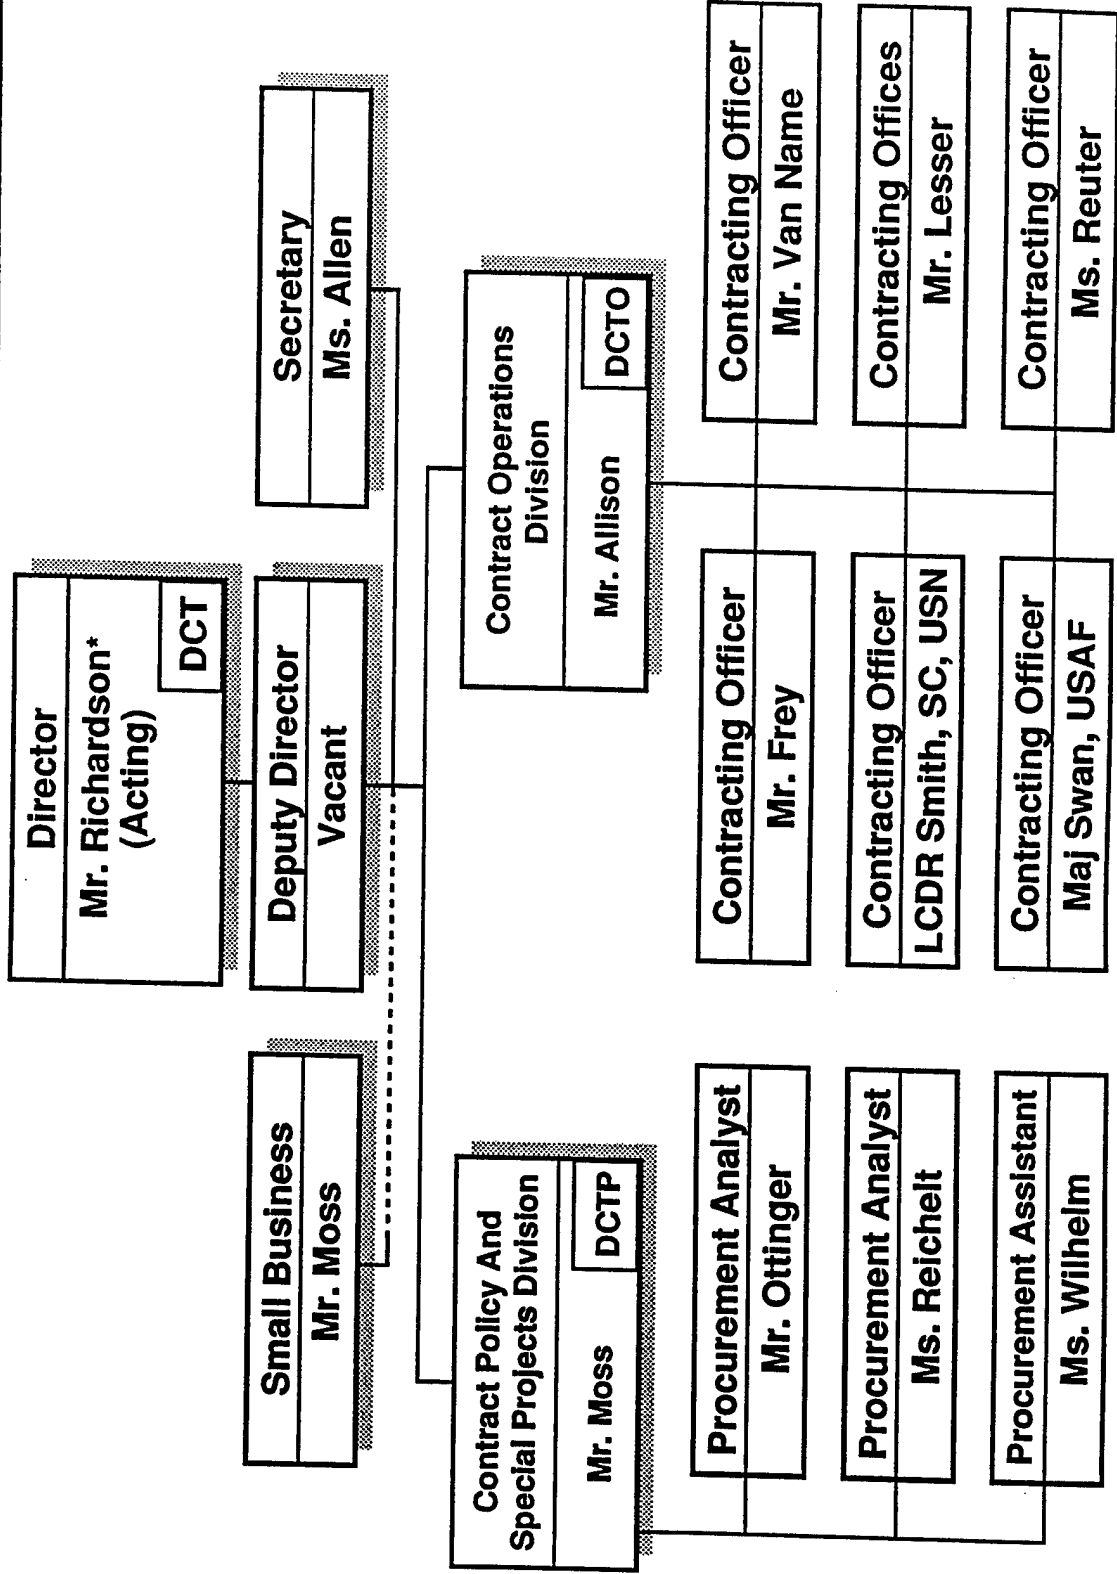 Director
Mr. Richardson*
(Acting)
DCT
Small Business
Mr. Moss
Deputy Director
Vacant
Secretary
Ms. Allen
Contract Policy And
Special Projects Division
Mr. Moss
DCTP
Contract Operations
Division
Mr. Allison
DCTO
Procurement Analyst
Mr. Ottinger
Procurement Analyst
Ms. Reichelt
Procurement Assistant
Ms. Wilhelm
Contracting Officer
Mr. Frey
Contracting Officer
LCDR Smith, SC, USN
Contracting Officer
Maj Swan, USAF
Contracting Officer
Mr. Van Name
Contracting Offices
Mr. Lesser
Contracting Officer
Ms. Reuter